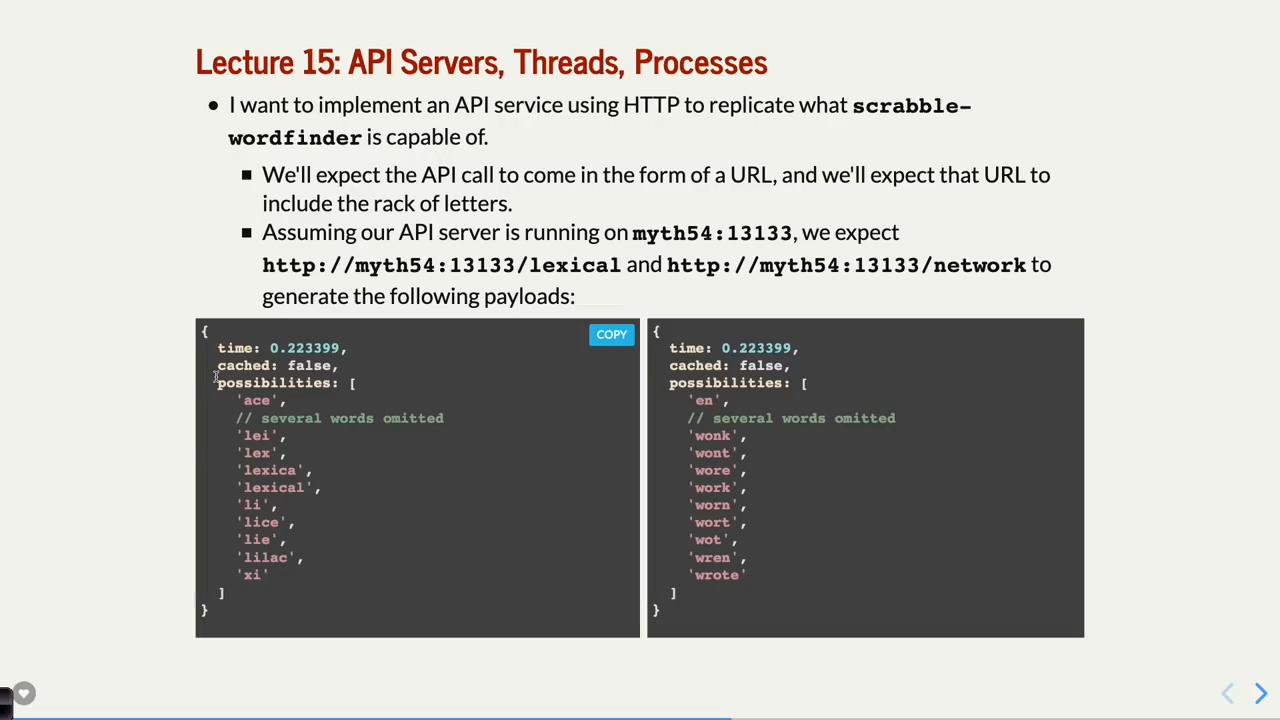 Lecture 15: API Servers, Threads, Processes
I want to implement an API service using HTTP to replicate what scrabble-
wordfinder is capable of.
We'll expect the API call to come in the form of a URL, and we'll expect that URL to
include the rack of letters.
Assuming our API server is running on myth54:13133, we expect
http://myth54:13133/lexical and http://myth54:13133/network to
generate the following payloads:
COPY
{
time: 0.223399,
cached: false,
possibilities: [
'ace',
// several words omitted
'lei',
'lex',
'lexica',
'lexical',
'li',
'lice',
'lie',
'lilac',
'xi'
]
}
{
time: 0.223399,
cached: false,
possibilities: [
'en',
// several words omitted
'wonk',
'wont',
'wore',
'work',
'worn',
'wort',
'wot',
'wren',
'wrote'
]
}